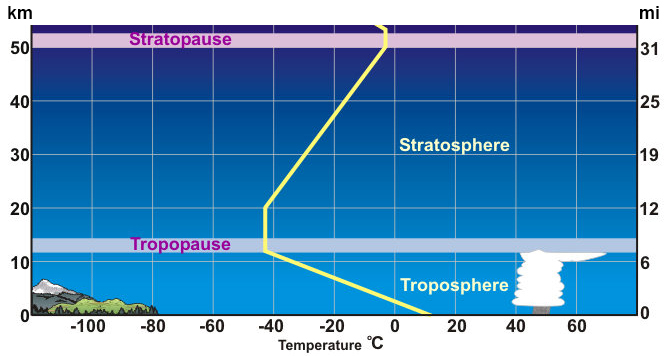 km mi
Stratopause
50 31
40 25
Stratosphere
30 19
20 12
Tropopause
10 6
Troposphere
0 0
-100 -80 -60 -40 -20 0 20 40 60
Temperature °C